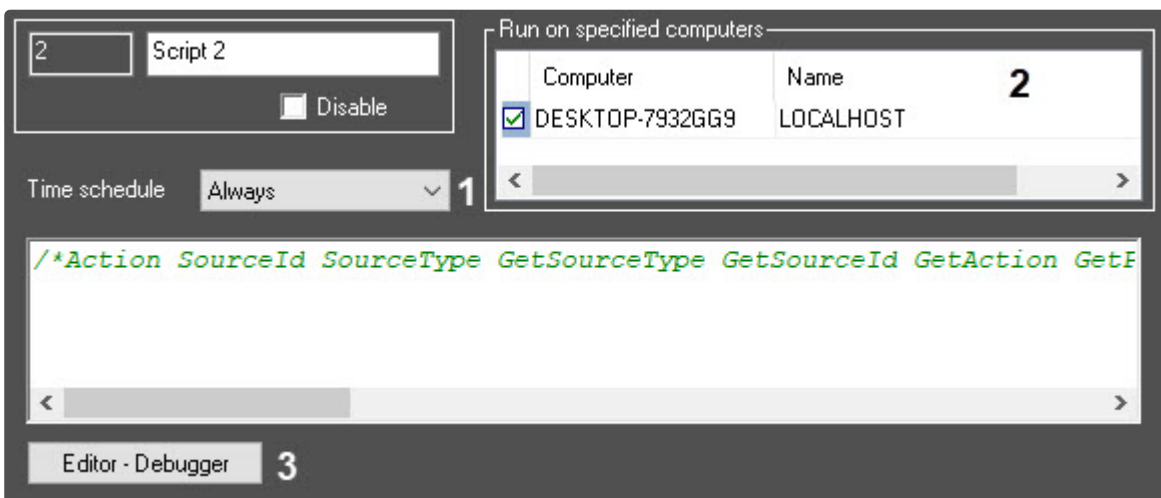 2
Script 2
Disable
Time schedule
Always
1
Run on specified computers
Computer Name
2
DESKTOP-7932GG9 LOCALHOST
/*Action SourceId SourceType GetSourceType GetSourceId GetAction
Editor - Debugger
3